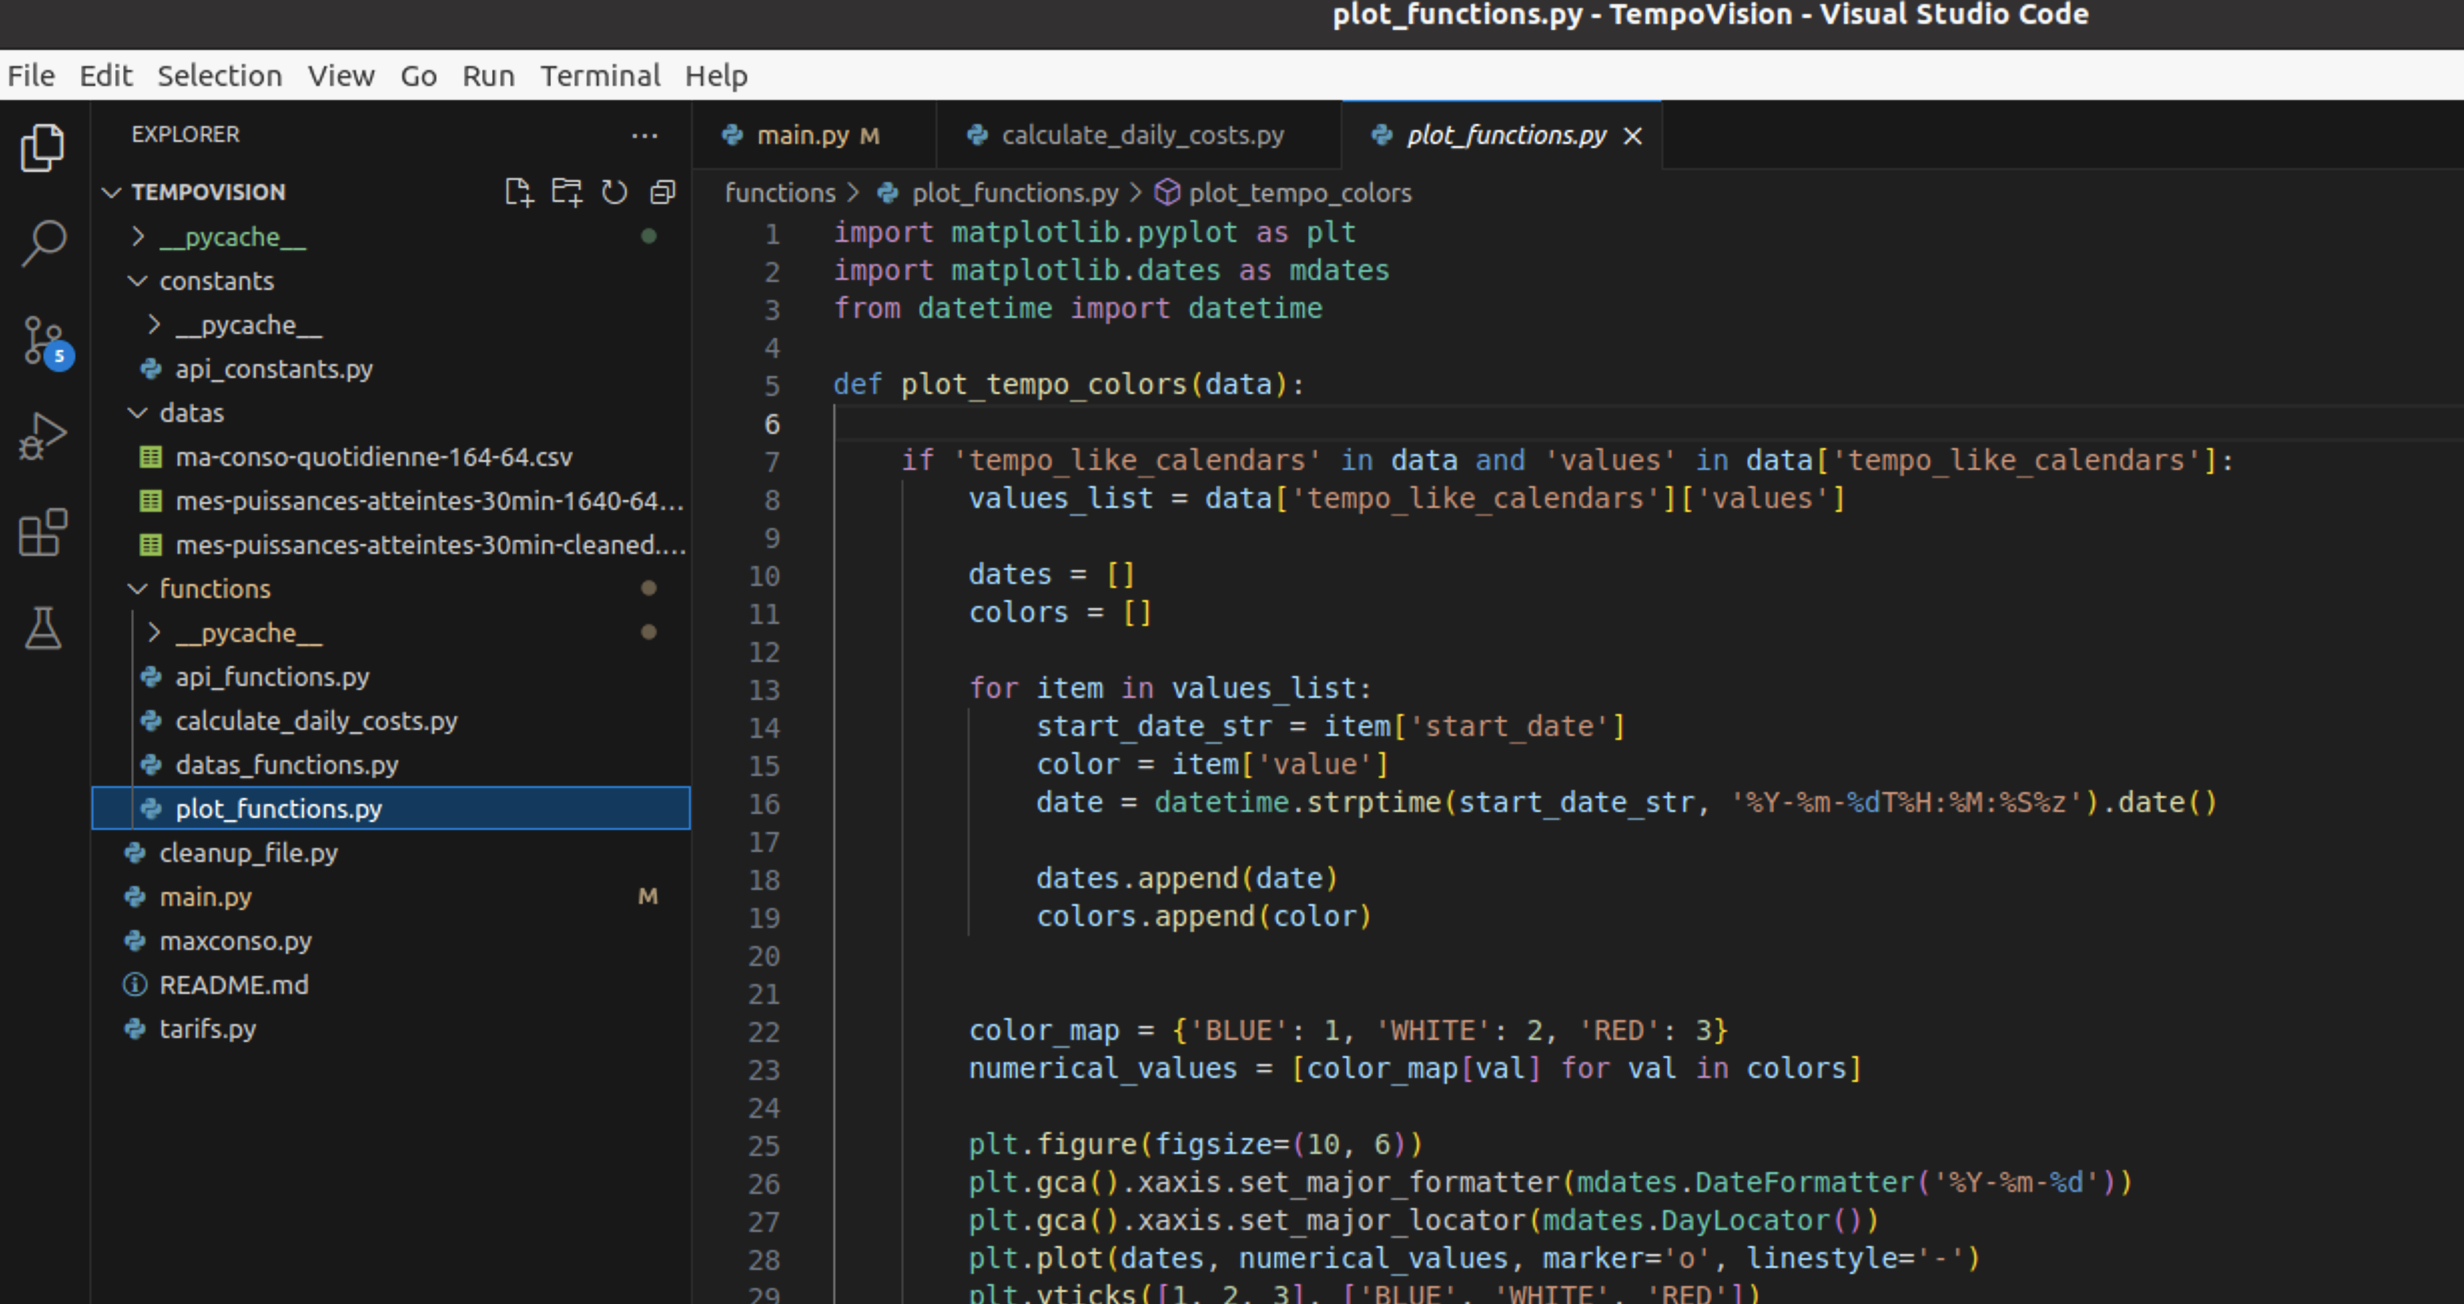 plot_functions.py - TempoVision - Visual Studio Code
File Edit Selection View Go Run Terminal Help
EXPLORER ···
TEMPOVISION
__pycache__
constants
__pycache__
api_constants.py
datas
ma-conso-quotidienne-164-64.csv
mes-puissances-atteintes-30min-1640-64...
mes-puissances-atteintes-30min-cleaned....
functions
__pycache__
api_functions.py
calculate_daily_costs.py
datas_functions.py
plot_functions.py
cleanup_file.py
main.py M
maxconso.py
README.md
tarifs.py
5
main.py M calculate_daily_costs.py plot_functions.py
functions > plot_functions.py > plot_tempo_colors
1 import matplotlib.pyplot as plt
2 import matplotlib.dates as mdates
3 from datetime import datetime
4
5 def plot_tempo_colors(data):
6
7     if 'tempo_like_calendars' in data and 'values' in data['tempo_like_calendars']:
8         values_list = data['tempo_like_calendars']['values']
9
10         dates = []
11         colors = []
12
13         for item in values_list:
14             start_date_str = item['start_date']
15             color = item['value']
16             date = datetime.strptime(start_date_str, '%Y-%m-%dT%H:%M:%S%z').date()
17
18             dates.append(date)
19             colors.append(color)
20
21
22         color_map = {'BLUE': 1, 'WHITE': 2, 'RED': 3}
23         numerical_values = [color_map[val] for val in colors]
24
25         plt.figure(figsize=(10, 6))
26         plt.gca().xaxis.set_major_formatter(mdates.DateFormatter('%Y-%m-%d'))
27         plt.gca().xaxis.set_major_locator(mdates.DayLocator())
28         plt.plot(dates, numerical_values, marker='o', linestyle='-')
29         plt.yticks([1, 2, 3], ['BLUE', 'WHITE', 'RED'])